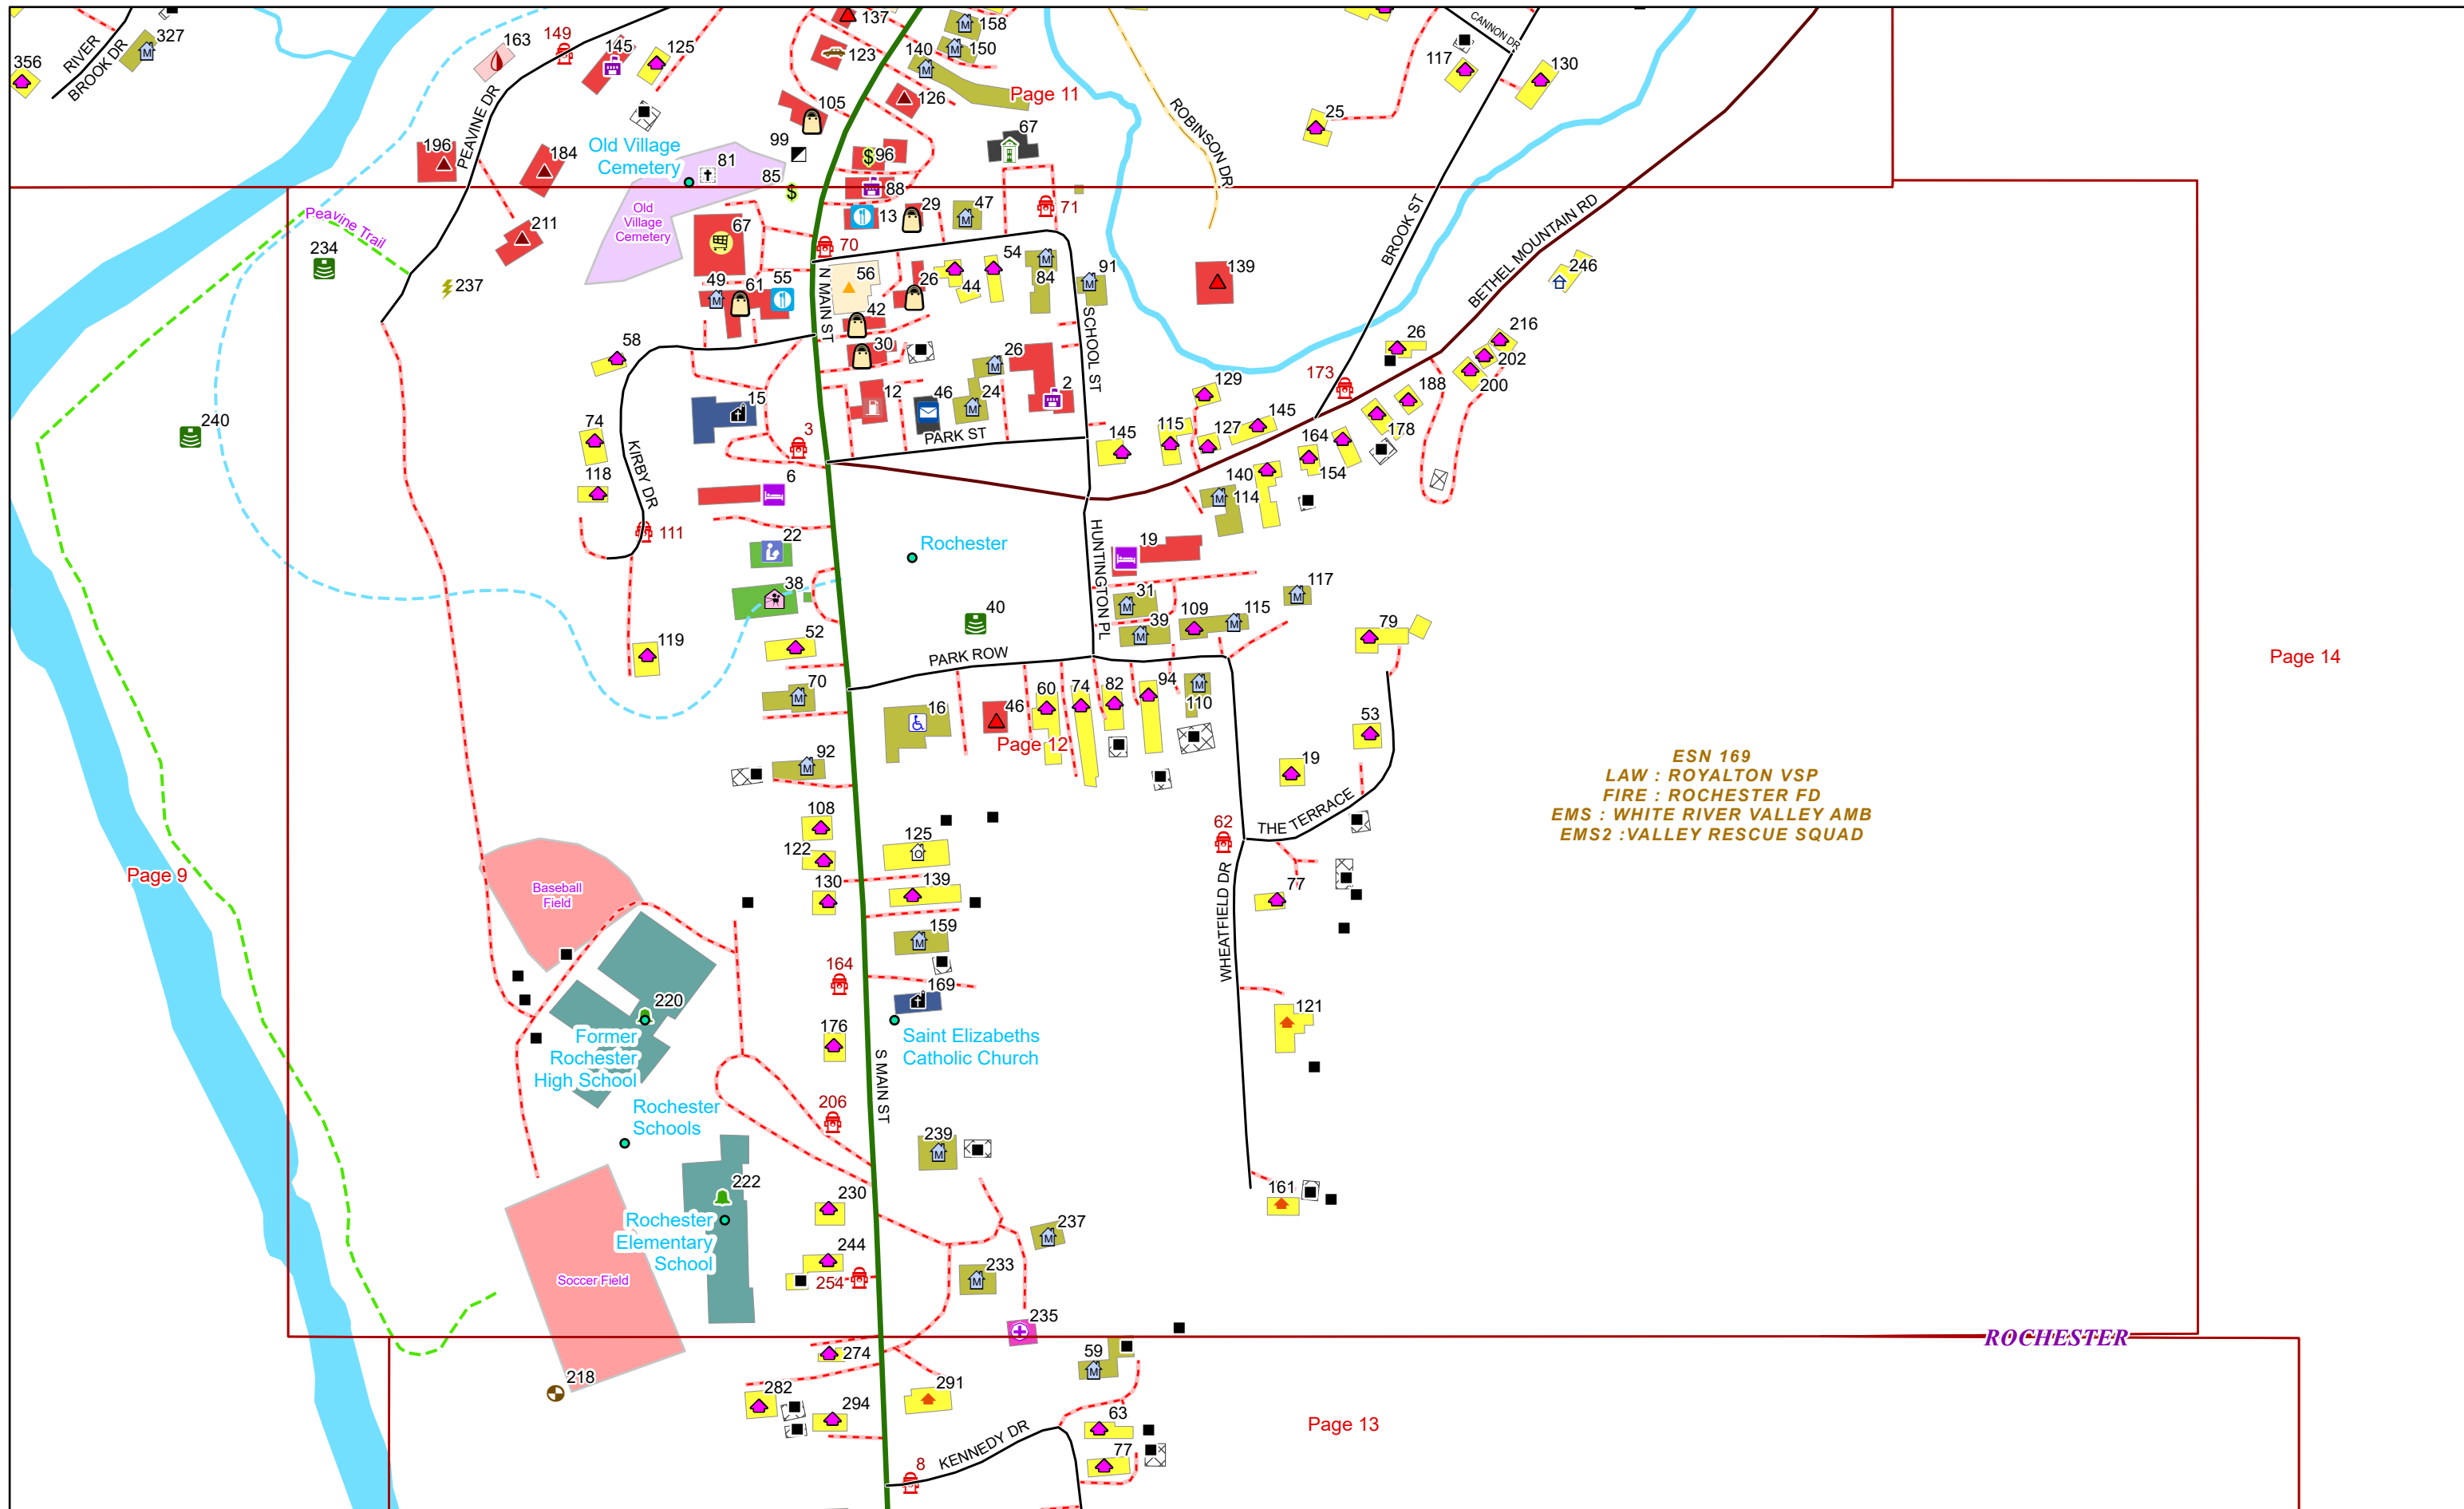 137
158
327
163
149
145
125
123
140
150
117
CANNON DR
130
356
RIVER
BROOK DR
PEAVINE DR
105
126
Page 11
67
ROBINSON DR
25
196
184
Old Village
Cemetery
81
99
85
96
88
Old
Village
Cemetery
Peavine Trail
234
211
237
67
13
29
47
71
70
56
26
44
54
84
91
139
BROOK ST
BETHEL MOUNTAIN RD
246
49
61
55
N MAIN ST
42
30
58
26
SCHOOL ST
26
216
202
200
173
188
240
74
KIRBY DR
15
12
46
24
2
129
145
115
127
164
178
3
PARK ST
145
118
6
140
154
114
111
22
Rochester
HUNTINGTON PL
19
38
40
31
39
109
115
117
79
119
52
PARK ROW
70
16
46
60
74
82
94
110
53
Page 12
Page 14
92
19
ESN 169
LAW : ROYALTON VSP
FIRE : ROCHESTER FD
EMS : WHITE RIVER VALLEY AMB
EMS2 :VALLEY RESCUE SQUAD
108
125
62
THE TERRACE
122
Page 9
Baseball
Field
130
139
WHEATFIELD DR
77
159
164
169
220
121
Former
Rochester
High School
176
Saint Elizabeths
Catholic Church
S MAIN ST
Rochester
Schools
206
239
222
230
161
Rochester
Elementary
School
237
244
254
233
Soccer Field
235
ROCHESTER
274
59
218
282
294
291
63
Page 13
KENNEDY DR
77
8